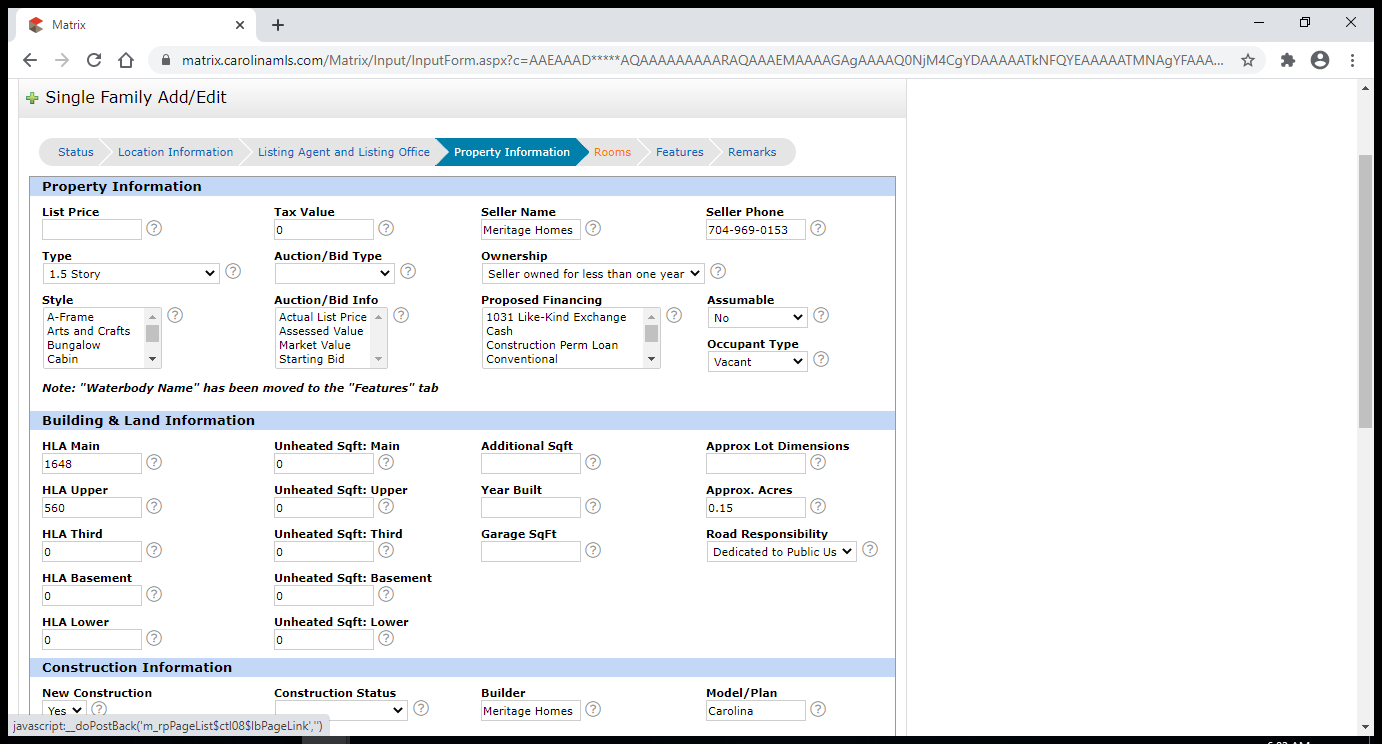 Matrix
matrix.carolinamls.com/Matrix/Input/InputForm.aspx?c=AAEAAAD*****AQAAAAAAAAARAQAAAEMAAAAGAgAAAAQ0NjM4CgYDAAAAATkNFQYEAAAAATMNAgYFAAA...
Single Family Add/Edit
Status Location Information Listing Agent and Listing Office Property Information Rooms Features Remarks
Property Information
List Price Tax Value Seller Name Seller Phone
? 0 ? Meritage Homes ? 704-969-0153 ?
Type Auction/Bid Type Ownership
1.5 Story ? ? Seller owned for less than one year ?
Style Auction/Bid Info Proposed Financing Assumable
A-Frame ? Actual List Price ? 1031 Like-Kind Exchange ? No ?
Arts and Crafts Assessed Value Cash
Bungalow Market Value Construction Perm Loan Occupant Type
Cabin Starting Bid Conventional Vacant ?
Note: "Waterbody Name" has been moved to the "Features" tab
Building & Land Information
HLA Main Unheated Sqft: Main Additional Sqft Approx Lot Dimensions
1648 ? 0 ? ? ?
HLA Upper Unheated Sqft: Upper Year Built Approx. Acres
560 ? 0 ? ? 0.15 ?
HLA Third Unheated Sqft: Third Garage SqFt Road Responsibility
0 ? 0 ? ? Dedicated to Public Us ?
HLA Basement Unheated Sqft: Basement
0 ? 0 ?
HLA Lower Unheated Sqft: Lower
0 ? 0 ?
Construction Information
New Construction Construction Status Builder Model/Plan
Yes ? ? Meritage Homes ? Carolina ?
javascript:__doPostBack('m_rpPageList$ctl08$lbPageLink','')